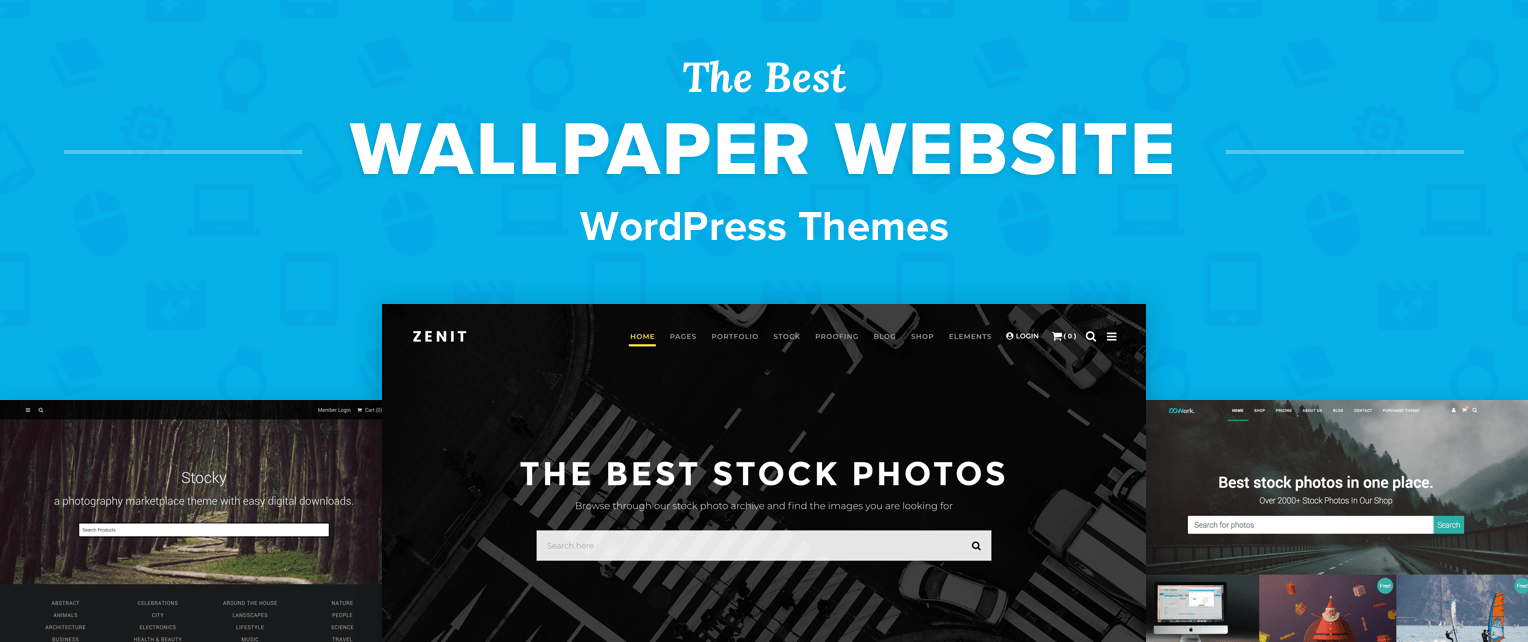 The Best
WALLPAPER WEBSITE
WordPress Themes
ZENIT
HOME PAGES PORTFOLIO STOCK PROOFING BLOG SHOP ELEMENTS LOGIN ( 0 )
THE BEST STOCK PHOTOS
Browse through our stock photo archive and find the images you are looking for
Search here
Member Login Cart (0)
Stocky
a photography marketplace theme with easy digital downloads.
Search Products
ABSTRACT CELEBRATIONS AROUND THE HOUSE NATURE
ANIMALS CITY LANDSCAPES PEOPLE
ARCHITECTURE ELECTRONICS LIFESTYLE SCIENCE
BUSINESS HEALTH & BEAUTY MUSIC TRAVEL
HOME SHOP PRICING ABOUT US BLOG CONTACT PURCHASE THEME!
Best stock photos in one place.
Over 2000+ Stock Photos In Our Shop
Search for photos Search
Free!
Free!